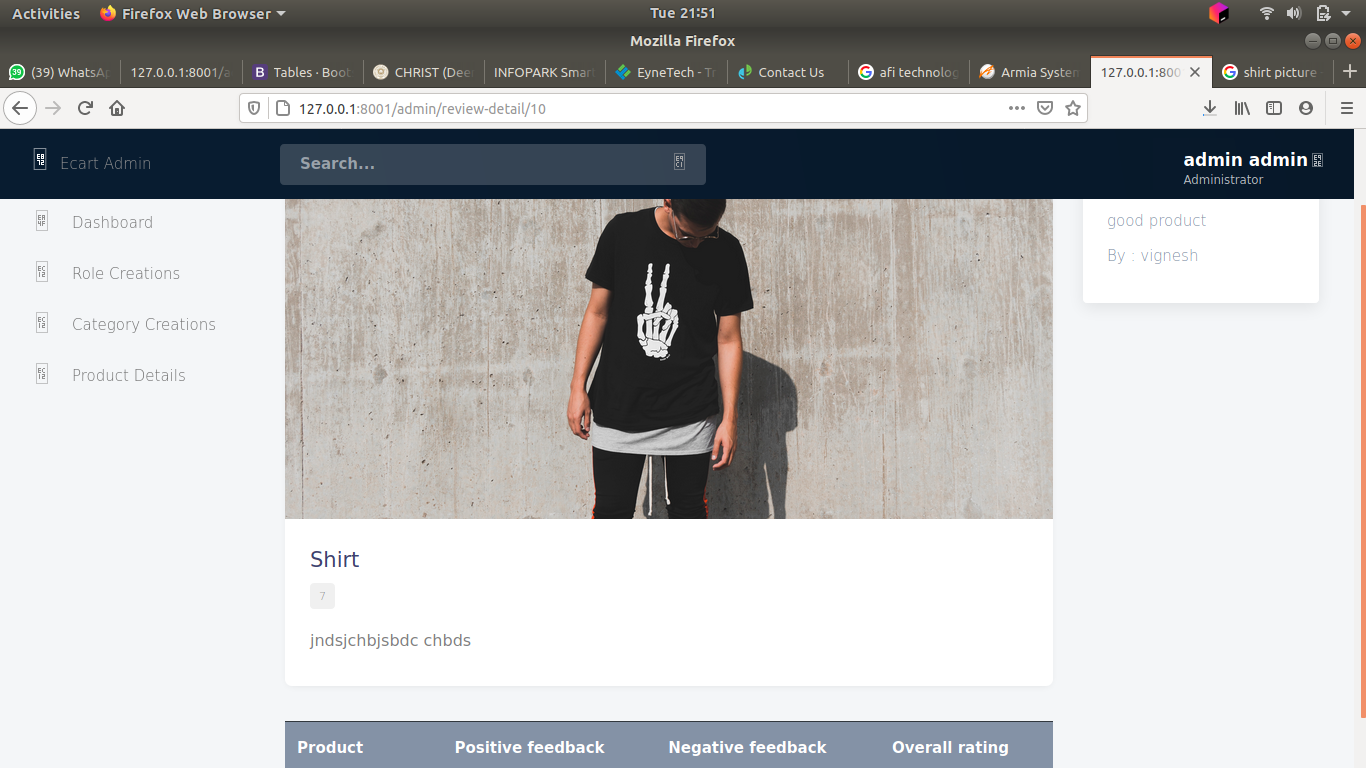 Activities
Firefox Web Browser
Tue 21:51
Mozilla Firefox
(39) WhatsAp
127.0.0.1:8001/a
Tables · Boot
CHRIST (Deer
INFOPARK Smar
EyneTech - Tr
Contact Us
afi technolog
Armia System
127.0.0.1:800
shirt picture
127.0.0.1:8001/admin/review-detail/10
Ecart Admin
Search...
admin admin
Administrator
Dashboard
Role Creations
Category Creations
Product Details
good product
By : vignesh
Shirt
7
jndsjchbjsbdc chbds
Product Positive feedback Negative feedback Overall rating